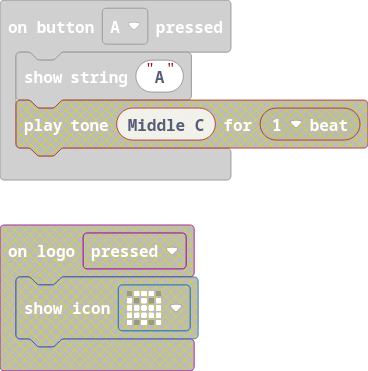 on button A pressed
show string "A"
play tone Middle C for 1 beat
on logo pressed
show icon